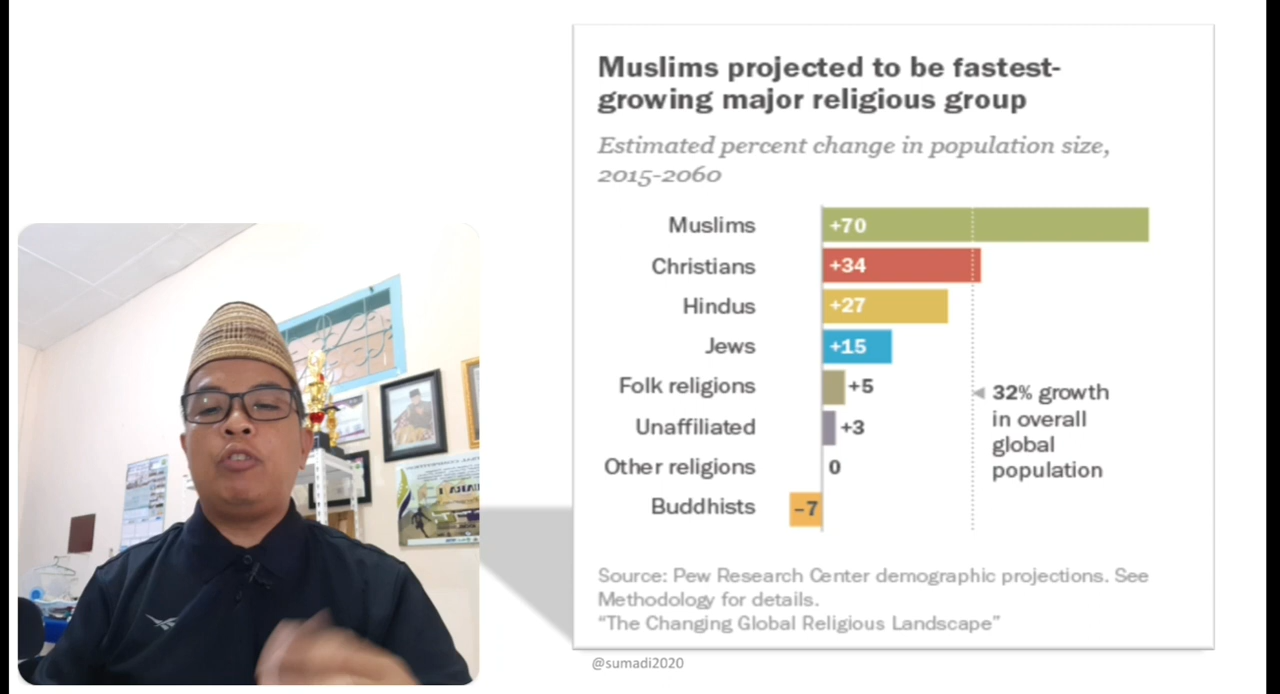 Muslims projected to be fastest-
growing major religious group
Estimated percent change in population size,
2015-2060
Muslims +70
Christians +34
Hindus +27
Jews +15
Folk religions +5
Unaffiliated +3
Other religions 0
Buddhists –7
32% growth
in overall
global
population
Source: Pew Research Center demographic projections. See
Methodology for details.
“The Changing Global Religious Landscape”
@sumadi2020